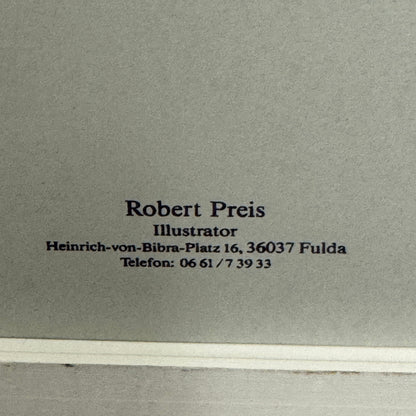 Robert Preis
Illustrator
Heinrich-von-Bibra-Platz 16, 36037 Fulda
Telefon: 06 61/7 39 33